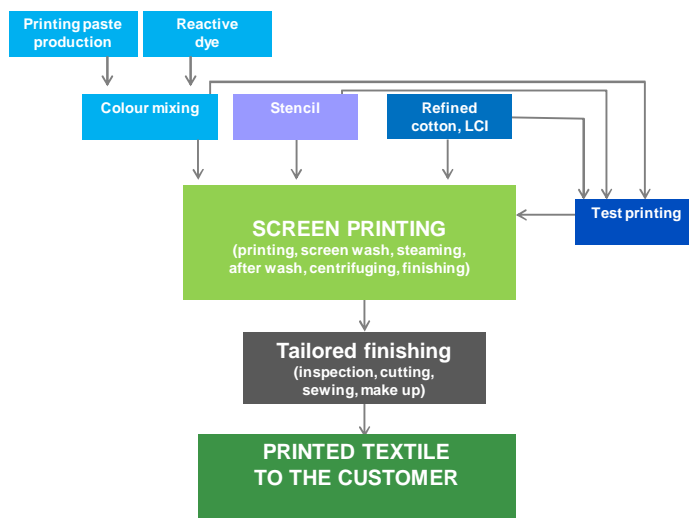 Printing paste
production
Reactive
dye
Colour mixing
Stencil
Refined
cotton, LCI
Test printing
SCREEN PRINTING
(printing, screen wash, steaming,
after wash, centrifuging, finishing)
Tailored finishing
(inspection, cutting,
sewing, make up)
PRINTED TEXTILE
TO THE CUSTOMER